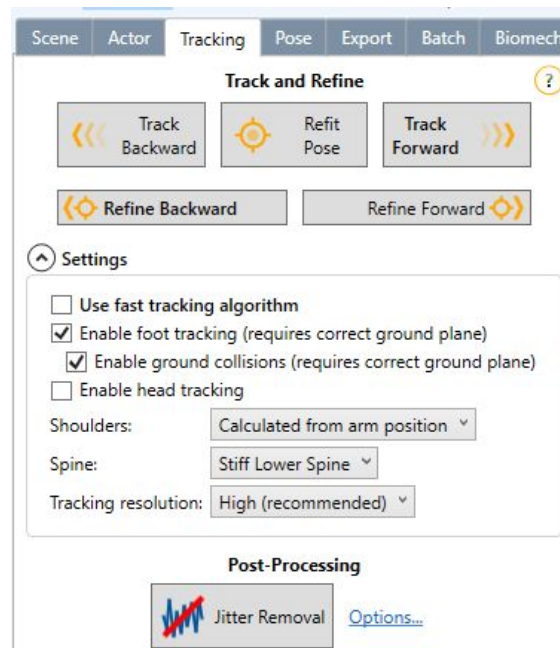 Scene Actor Tracking Pose Export Batch Biomech
Track and Refine ?
Track Backward
Refit Pose
Track Forward
Refine Backward Refine Forward
Settings
Use fast tracking algorithm
Enable foot tracking (requires correct ground plane)
Enable ground collisions (requires correct ground plane)
Enable head tracking
Shoulders: Calculated from arm position
Spine: Stiff Lower Spine
Tracking resolution: High (recommended)
Post-Processing
Jitter Removal Options...